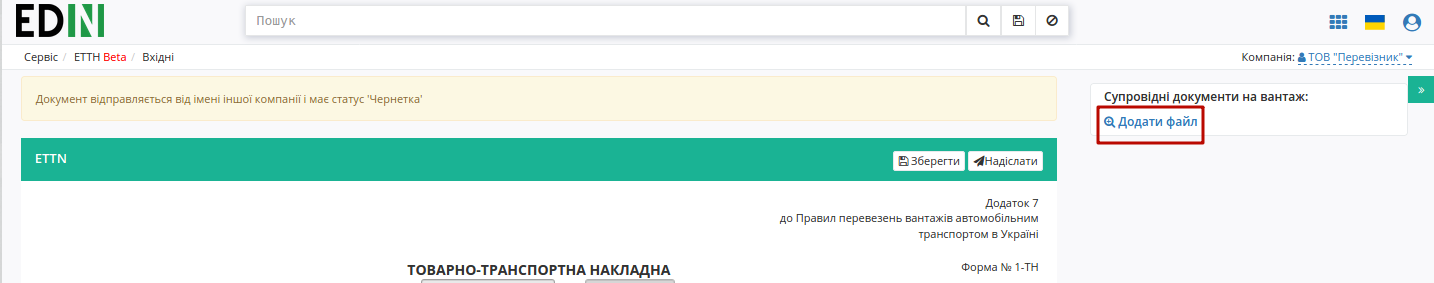 EDIN
Пошук
Сервіс / ЕТТН Beta / Вхідні
Компанія: ТОВ "Перевізник"
Документ відправляється від імені іншої компанії і має статус 'Чернетка'
Супровідні документи на вантаж:
Додати файл
»
ETTN
Зберегти
Надіслати
Додаток 7
до Правил перевезень вантажів автомобільним
транспортом в Україні
ТОВАРНО-ТРАНСПОРТНА НАКЛАДНА
Форма № 1-ТН